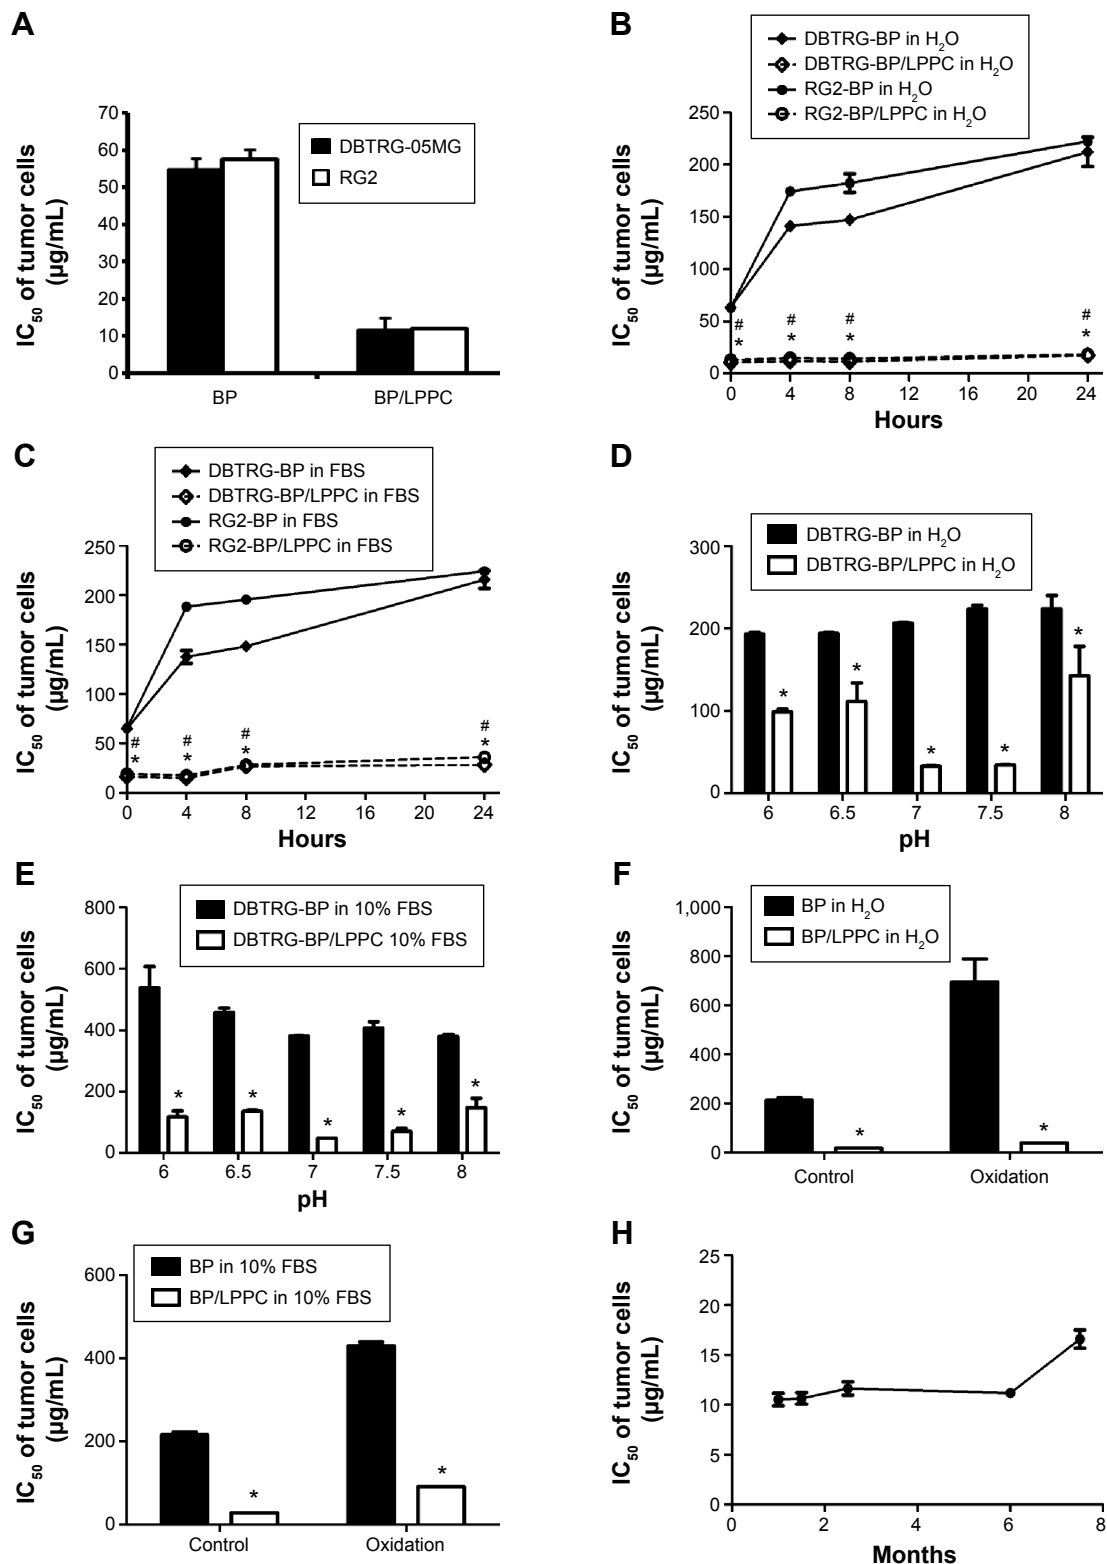 A
IC50 of tumor cells
(µg/mL)
70
60
50
40
30
20
10
0
DBTRG-05MG
RG2
BP
BP/LPPC
B
DBTRG-BP in H2O
DBTRG-BP/LPPC in H2O
RG2-BP in H2O
RG2-BP/LPPC in H2O
IC50 of tumor cells
(µg/mL)
250
200
150
100
50
0
# # # #
* * * *
0 4 8 12 16 20 24
Hours
C
DBTRG-BP in FBS
DBTRG-BP/LPPC in FBS
RG2-BP in FBS
RG2-BP/LPPC in FBS
IC50 of tumor cells
(µg/mL)
250
200
150
100
50
0
# # # #
* * * *
0 4 8 12 16 20 24
Hours
D
DBTRG-BP in H2O
DBTRG-BP/LPPC in H2O
IC50 of tumor cells
(µg/mL)
300
200
100
0
* * * * *
6 6.5 7 7.5 8
pH
E
DBTRG-BP in 10% FBS
DBTRG-BP/LPPC 10% FBS
IC50 of tumor cells
(µg/mL)
800
600
400
200
0
* * * * *
6 6.5 7 7.5 8
pH
F
BP in H2O
BP/LPPC in H2O
IC50 of tumor cells
(µg/mL)
1,000
800
600
400
200
0
* *
Control Oxidation
G
BP in 10% FBS
BP/LPPC in 10% FBS
IC50 of tumor cells
(µg/mL)
600
400
200
0
* *
Control Oxidation
H
IC50 of tumor cells
(µg/mL)
25
20
15
10
5
0
0 2 4 6 8
Months